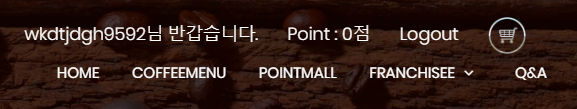 wkdtjdgh9592님 반갑습니다. Point : 0점 Logout
HOME COFFEEMENU POINTMALL FRANCHISEE Q&A